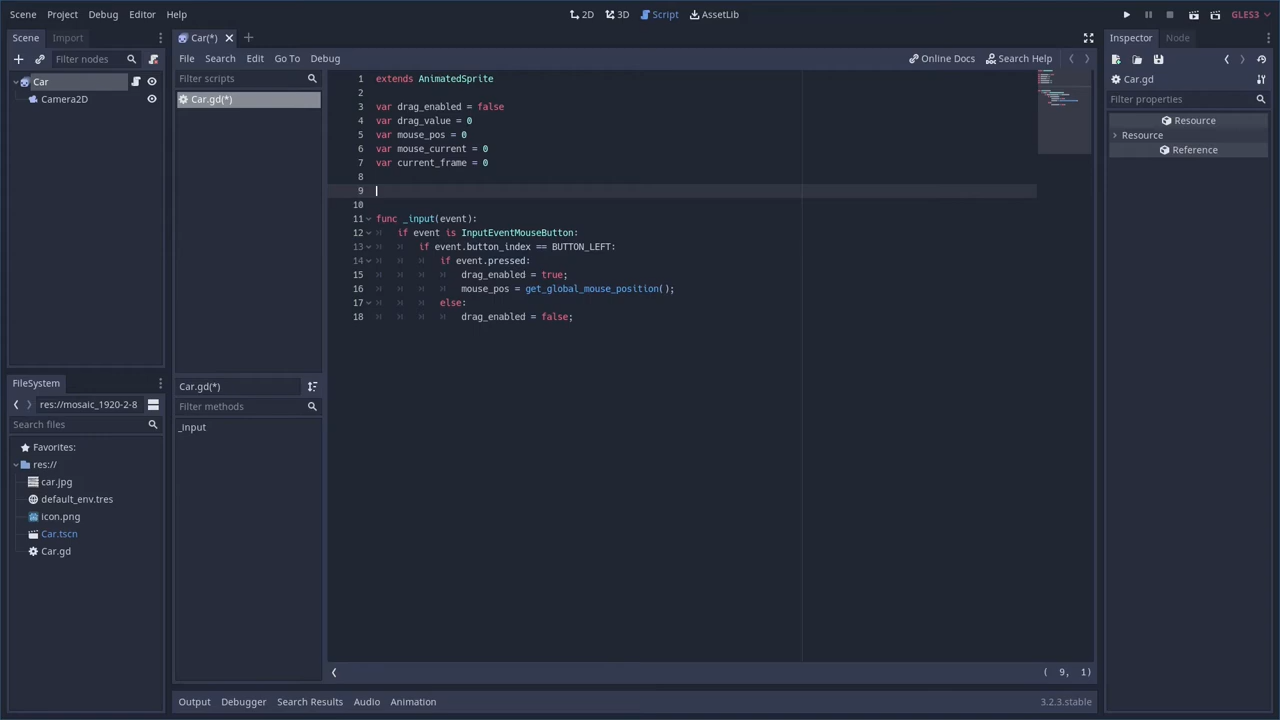 Scene Project Debug Editor Help
2D 3D Script AssetLib
GLES3
Scene Import
Filter nodes
Car
Camera2D
FileSystem
res://mosaic_1920-2-8
Search files
Favorites:
res://
car.jpg
default_env.tres
icon.png
Car.tscn
Car.gd
Car(*)
File Search Edit Go To Debug
Online Docs Search Help
Filter scripts
Car.gd(*)
Car.gd(*)
Filter methods
_input
1 extends AnimatedSprite
2
3 var drag_enabled = false
4 var drag_value = 0
5 var mouse_pos = 0
6 var mouse_current = 0
7 var current_frame = 0
8
9
10
11 func _input(event):
12 if event is InputEventMouseButton:
13 if event.button_index == BUTTON_LEFT:
14 if event.pressed:
15 drag_enabled = true;
16 mouse_pos = get_global_mouse_position();
17 else:
18 drag_enabled = false;
( 9, 1)
Output Debugger Search Results Audio Animation
3.2.3.stable
Inspector Node
Car.gd
Filter properties
Resource
Resource
Reference